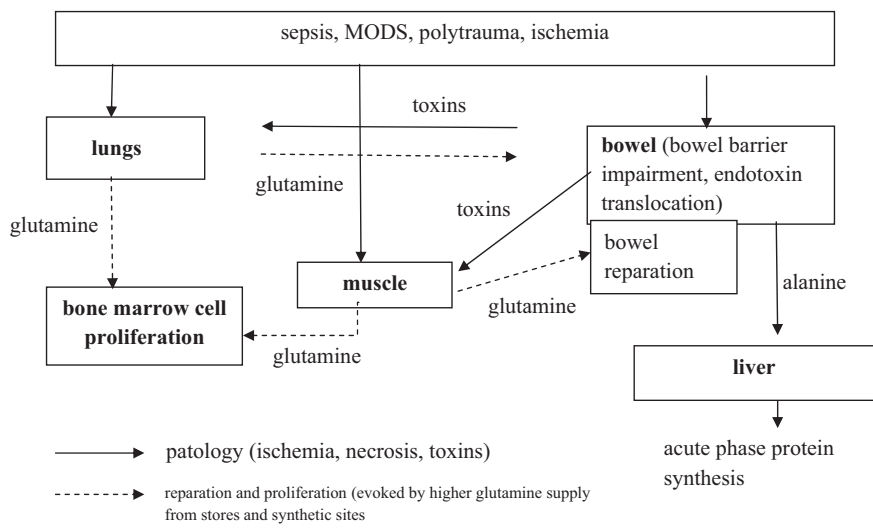 sepsis, MODS, polytrauma, ischemia
toxins
lungs
bowel (bowel barrier
impairment, endotoxin
translocation)
glutamine
toxins
glutamine
bowel
reparation
muscle
alanine
bone marrow cell
proliferation
glutamine
glutamine
liver
patology (ischemia, necrosis, toxins)
acute phase protein
synthesis
reparation and proliferation (evoked by higher glutamine supply
from stores and synthetic sites